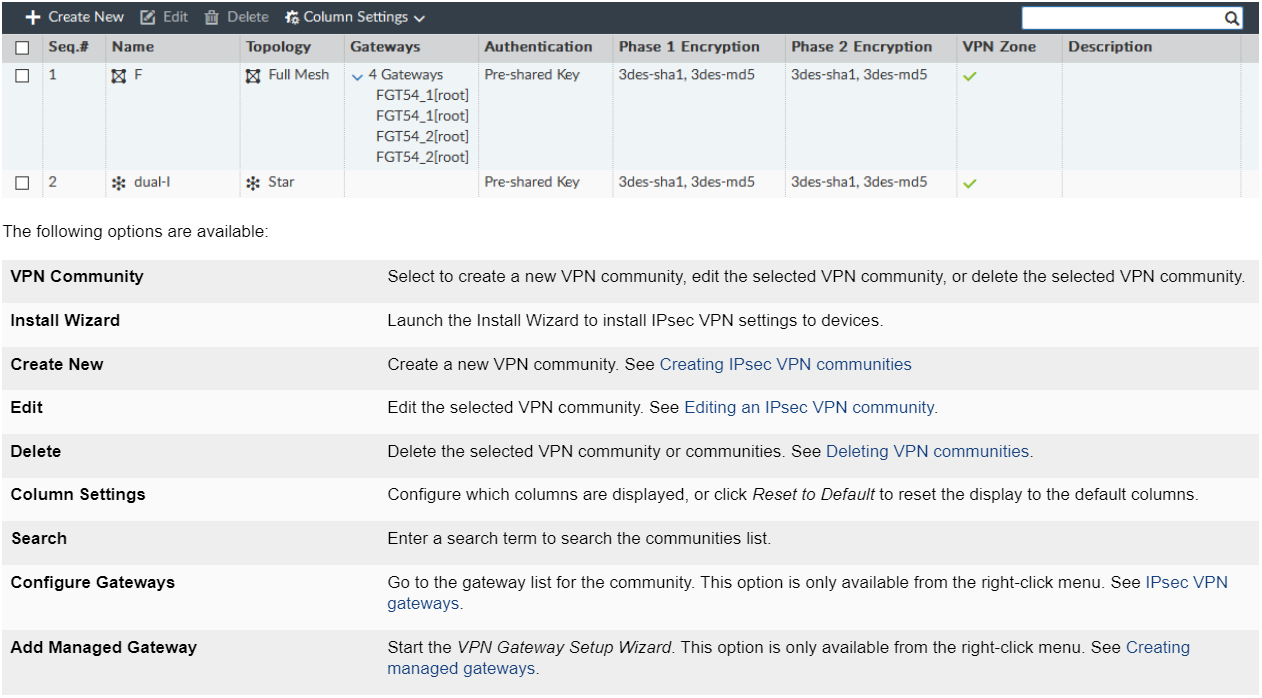 Create New Edit Delete Column Settings
Seq.# Name Topology Gateways Authentication Phase 1 Encryption Phase 2 Encryption VPN Zone Description
1 F Full Mesh 4 Gateways Pre-shared Key 3des-sha1, 3des-md5 3des-sha1, 3des-md5
FGT54_1[root]
FGT54_1[root]
FGT54_2[root]
FGT54_2[root]
2 dual-I Star Pre-shared Key 3des-sha1, 3des-md5 3des-sha1, 3des-md5
The following options are available:
VPN Community Select to create a new VPN community, edit the selected VPN community, or delete the selected VPN community.
Install Wizard Launch the Install Wizard to install IPsec VPN settings to devices.
Create New Create a new VPN community. See Creating IPsec VPN communities
Edit Edit the selected VPN community. See Editing an IPsec VPN community.
Delete Delete the selected VPN community or communities. See Deleting VPN communities.
Column Settings Configure which columns are displayed, or click Reset to Default to reset the display to the default columns.
Search Enter a search term to search the communities list.
Configure Gateways Go to the gateway list for the community. This option is only available from the right-click menu. See IPsec VPN
gateways.
Add Managed Gateway Start the VPN Gateway Setup Wizard. This option is only available from the right-click menu. See Creating
managed gateways.